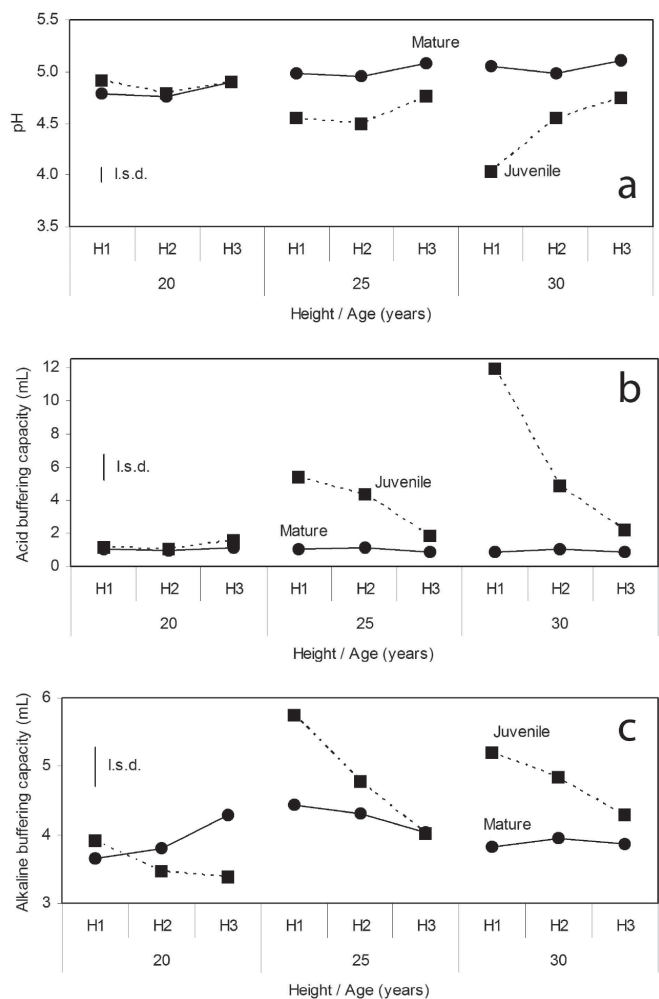 5.5
Mature
5.0
pH
4.5
4.0
l.s.d.
Juvenile
a
3.5
H1 H2 H3 H1 H2 H3 H1 H2 H3
20 25 30
Height / Age (years)
12
b
10
Acid buffering capacity (mL)
8
l.s.d.
6
Juvenile
4
Mature
2
0
H1 H2 H3 H1 H2 H3 H1 H2 H3
20 25 30
Height / Age (years)
6
c
Juvenile
Alkaline buffering capacity (mL)
l.s.d.
5
Mature
4
3
H1 H2 H3 H1 H2 H3 H1 H2 H3
20 25 30
Height / Age (years)